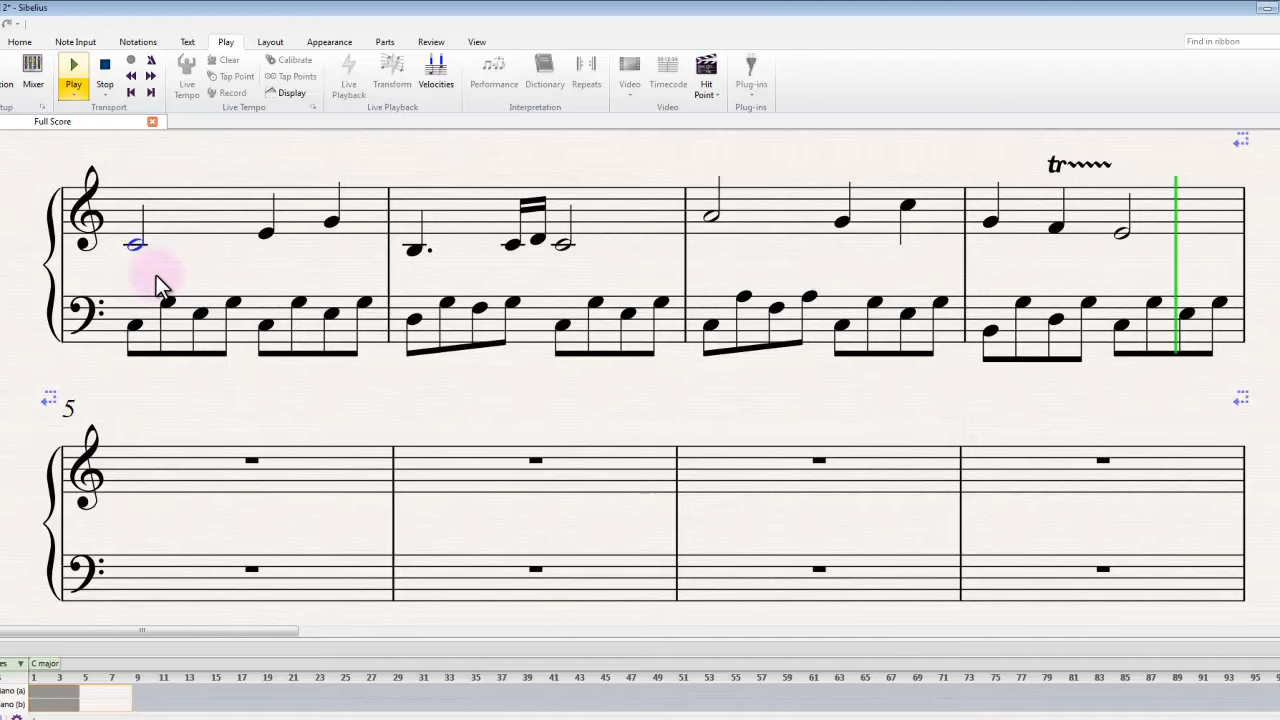 2* - Sibelius
Home Note Input Notations Text Play Layout Appearance Parts Review View Find in ribbon
Mixer Play Stop Live Tempo Clear Tap Point Record Calibrate Tap Points Display Live Playback Transform Velocities Performance Dictionary Repeats Video Timecode Hit Point Plug-ins
Transport Live Tempo Live Playback Interpretation Video Plug-ins
Full Score
tr
5
C major
1 3 5 7 9 11 13 15 17 19 21 23 25 27 29 31 33 35 37 39 41 43 45 47 49 51 53 55 57 59 61 63 65 67 69 71 73 75 77 79 81 83 85 87 89 91 93 95
iano (a)
iano (b)